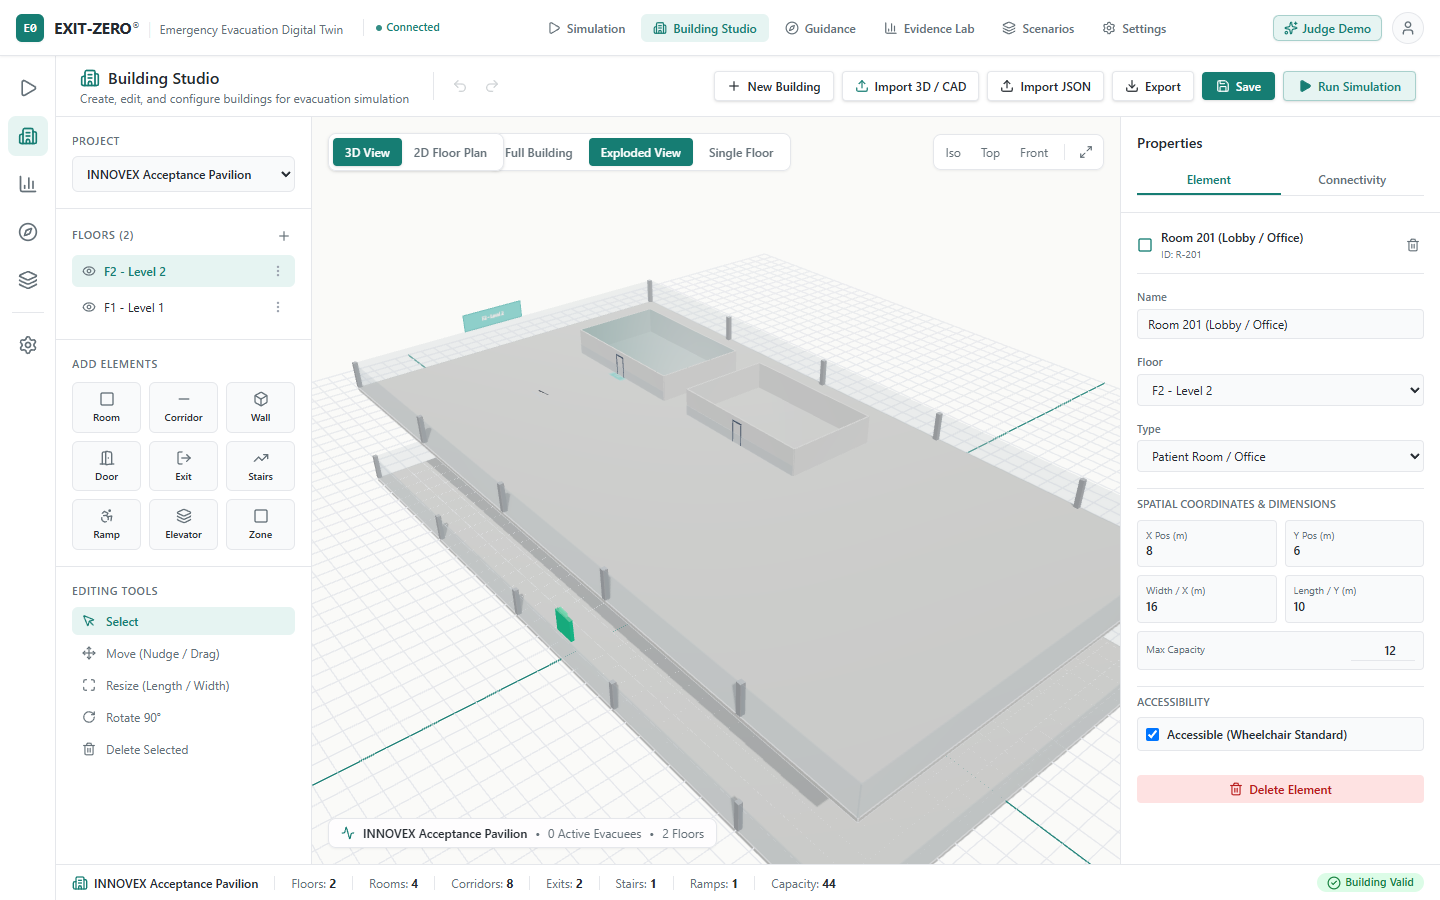 E0 EXIT-ZERO® Emergency Evacuation Digital Twin Connected Simulation Building Studio Guidance Evidence Lab Scenarios Settings Judge Demo
Building Studio
Create, edit, and configure buildings for evacuation simulation
New Building Import 3D / CAD Import JSON Export Save Run Simulation
PROJECT
INNOVEX Acceptance Pavilion
FLOORS (2)
F2 - Level 2
F1 - Level 1
ADD ELEMENTS
Room Corridor Wall
Door Exit Stairs
Ramp Elevator Zone
EDITING TOOLS
Select
Move (Nudge / Drag)
Resize (Length / Width)
Rotate 90°
Delete Selected
3D View 2D Floor Plan Full Building Exploded View Single Floor
Iso Top Front
INNOVEX Acceptance Pavilion • 0 Active Evacuees • 2 Floors
Properties
Element Connectivity
Room 201 (Lobby / Office)
ID: R-201
Name
Room 201 (Lobby / Office)
Floor
F2 - Level 2
Type
Patient Room / Office
SPATIAL COORDINATES & DIMENSIONS
X Pos (m) Y Pos (m)
8 6
Width / X (m) Length / Y (m)
16 10
Max Capacity 12
ACCESSIBILITY
Accessible (Wheelchair Standard)
Delete Element
INNOVEX Acceptance Pavilion Floors: 2 Rooms: 4 Corridors: 8 Exits: 2 Stairs: 1 Ramps: 1 Capacity: 44 Building Valid